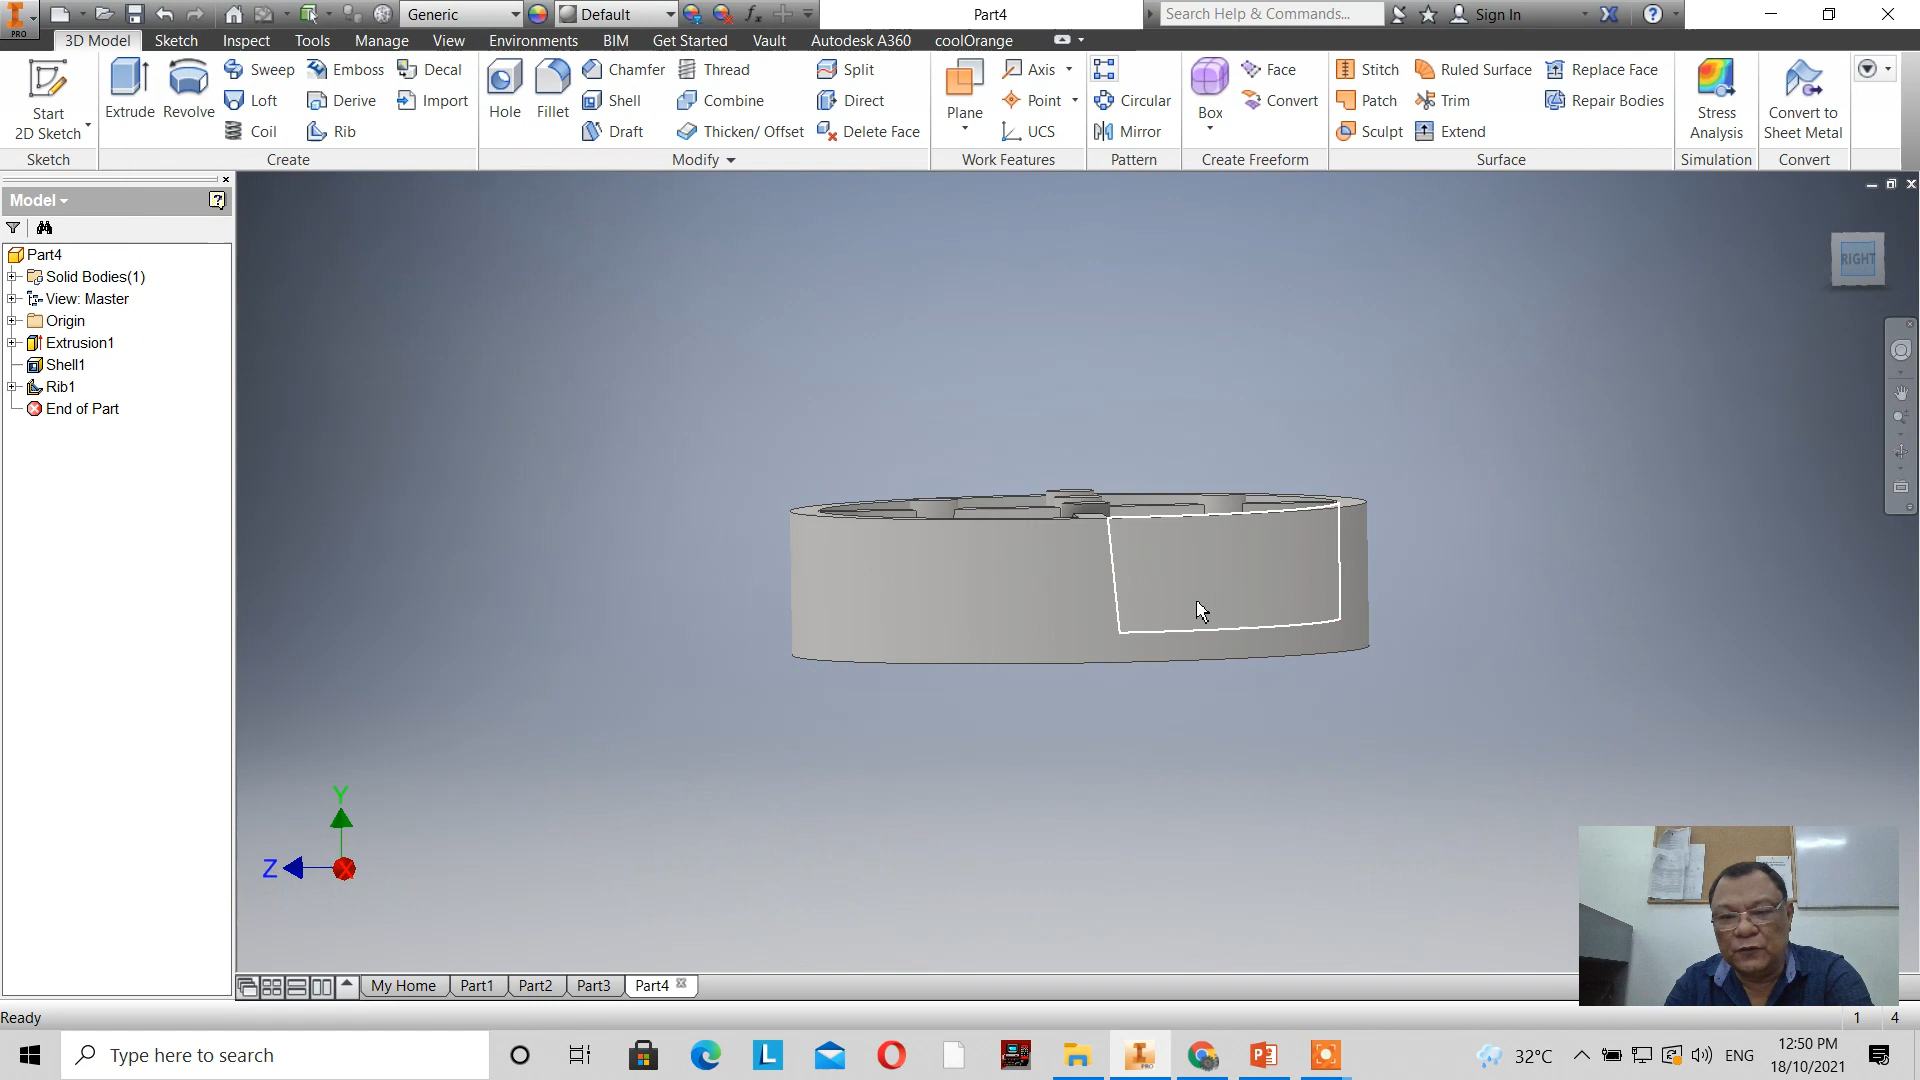 PRO
Generic
Default
Part4
Search Help & Commands...
Sign In
3D Model
Sketch
Inspect
Tools
Manage
View
Environments
BIM
Get Started
Vault
Autodesk A360
coolOrange
Start
2D Sketch
Extrude
Revolve
Sweep
Emboss
Decal
Loft
Derive
Import
Coil
Rib
Hole
Fillet
Chamfer
Thread
Split
Shell
Combine
Direct
Draft
Thicken/ Offset
Delete Face
Plane
Axis
Point
UCS
Circular
Mirror
Box
Face
Convert
Stitch
Ruled Surface
Replace Face
Patch
Trim
Repair Bodies
Sculpt
Extend
Stress
Analysis
Convert to
Sheet Metal
Sketch
Create
Modify
Work Features
Pattern
Create Freeform
Surface
Simulation
Convert
Model
Part4
Solid Bodies(1)
View: Master
Origin
Extrusion1
Shell1
Rib1
End of Part
RIGHT
Y
Z
X
My Home
Part1
Part2
Part3
Part4
Ready
1
4
Type here to search
32°C
ENG
12:50 PM
18/10/2021